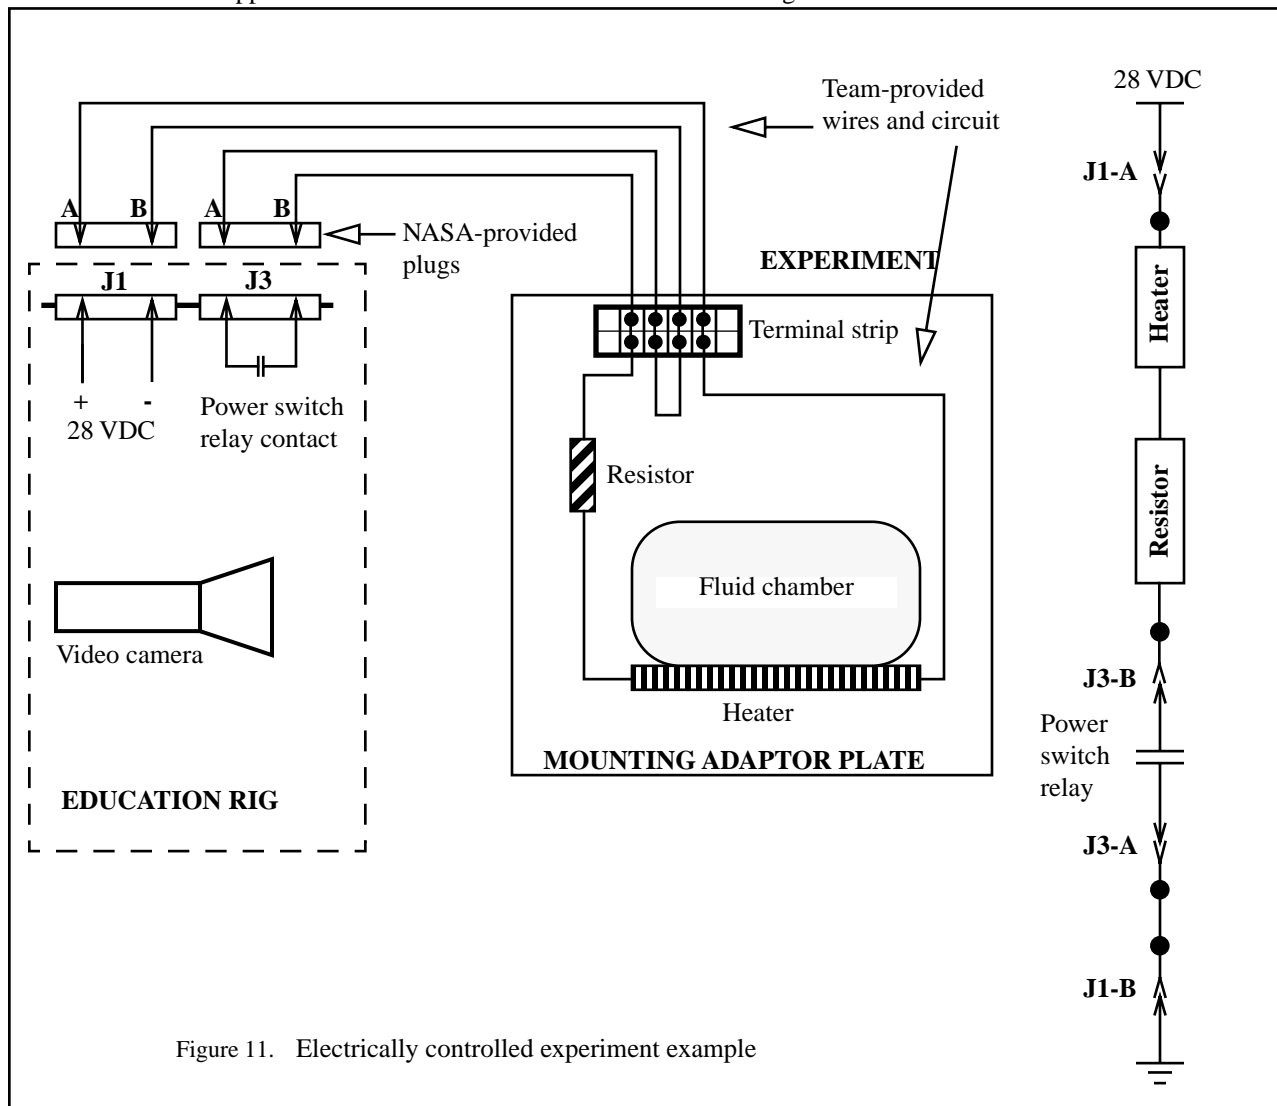 28 VDC
Team-provided
wires and circuit
J1-A
A B A B
NASA-provided
plugs
EXPERIMENT
J1 J3
Terminal strip
Heater
+ -
28 VDC
Power switch
relay contact
Resistor
Resistor
Fluid chamber
Video camera
J3-B
Heater
Power
switch
relay
MOUNTING ADAPTOR PLATE
EDUCATION RIG
J3-A
J1-B
Figure 11. Electrically controlled experiment example